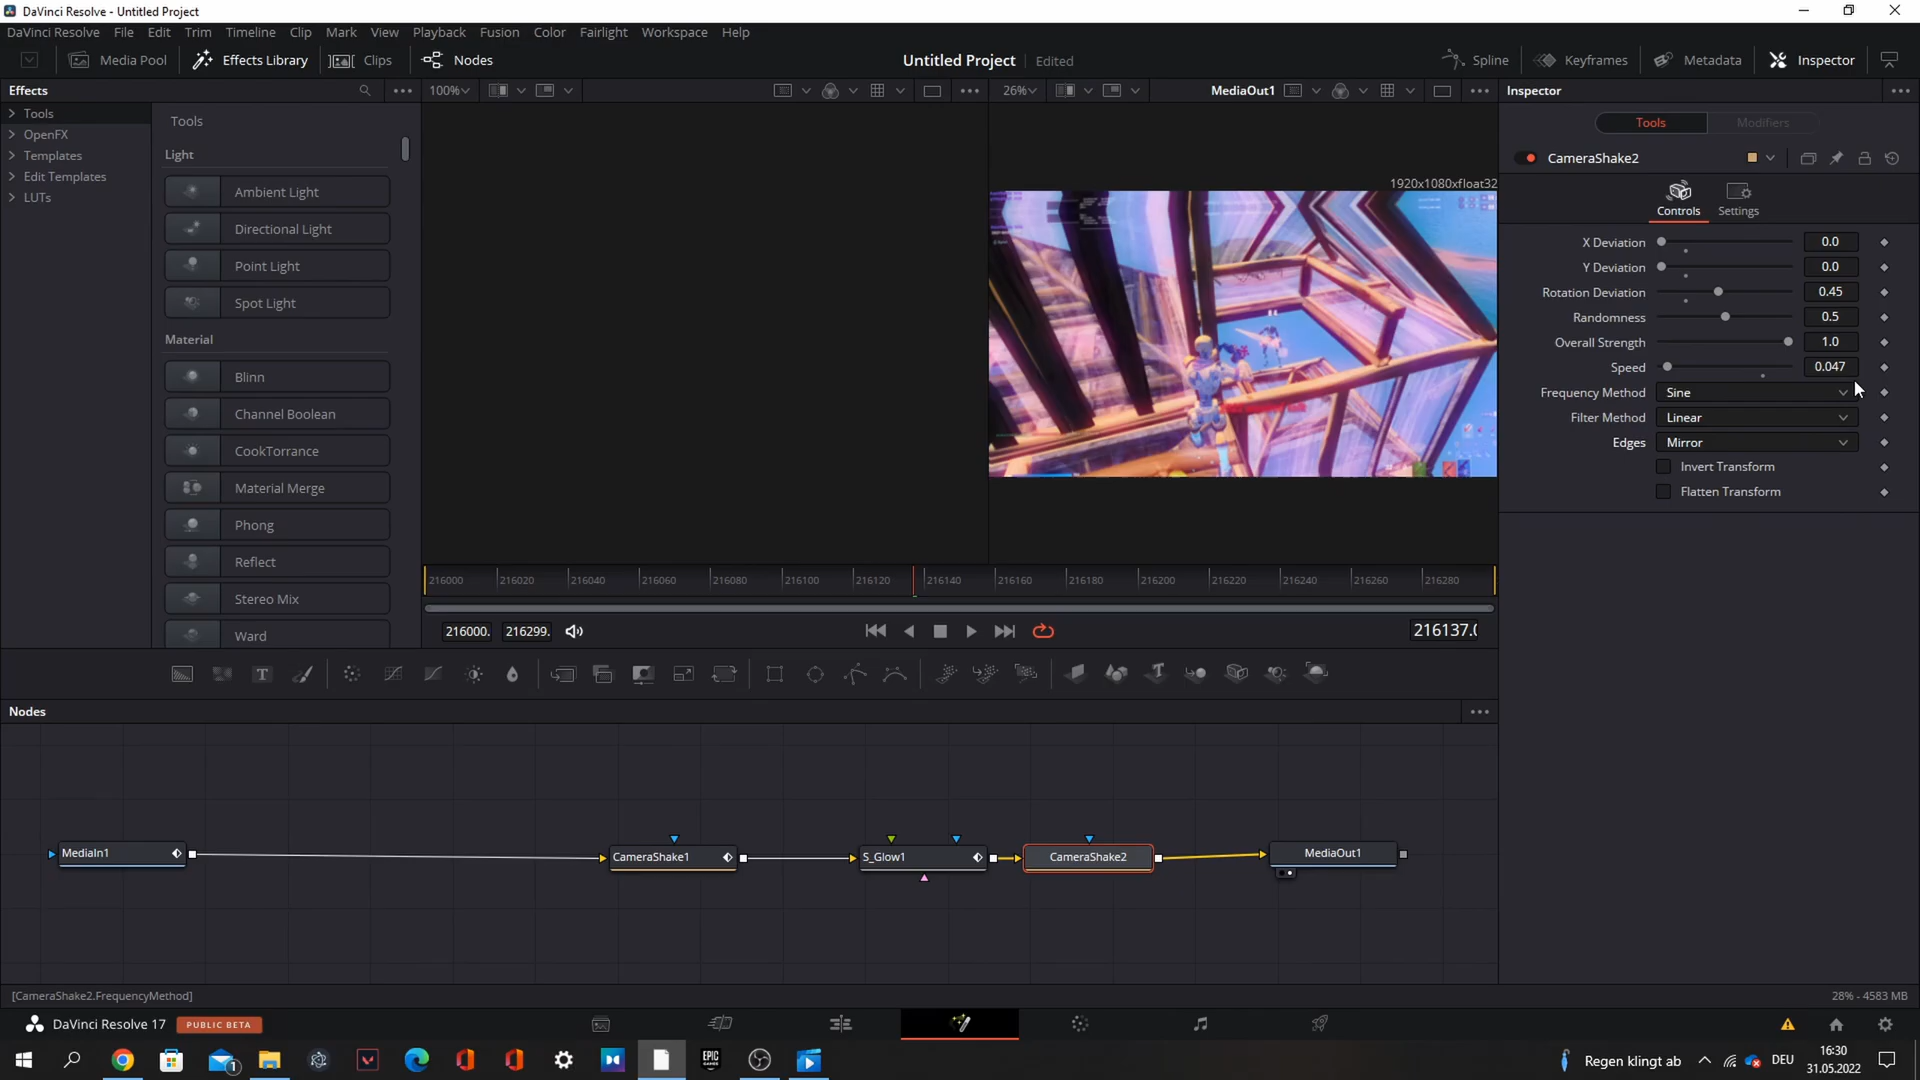 DaVinci Resolve - Untitled Project
DaVinci Resolve File Edit Trim Timeline Clip Mark View Playback Fusion Color Fairlight Workspace Help
Media Pool Effects Library Clips Nodes Untitled Project Edited Spline Keyframes Metadata Inspector
Effects 100% 26% MediaOut1 Inspector
Tools
OpenFX
Templates
Edit Templates
LUTs
Tools
Light
Ambient Light
Directional Light
Point Light
Spot Light
Material
Blinn
Channel Boolean
CookTorrance
Material Merge
Phong
Reflect
Stereo Mix
Ward
1920x1080xfloat32
216000 216020 216040 216060 216080 216100 216120 216140 216160 216180 216200 216220 216240 216260 216280
216000. 216299. 216137.0
Tools Modifiers
CameraShake2
Controls Settings
X Deviation 0.0
Y Deviation 0.0
Rotation Deviation 0.45
Randomness 0.5
Overall Strength 1.0
Speed 0.047
Frequency Method Sine
Filter Method Linear
Edges Mirror
Invert Transform
Flatten Transform
Nodes
MediaIn1 CameraShake1 S_Glow1 CameraShake2 MediaOut1
[CameraShake2.FrequencyMethod] 28% - 4583 MB
DaVinci Resolve 17 PUBLIC BETA
1 EPIC GAMES Regen klingt ab DEU 16:30
31.05.2022